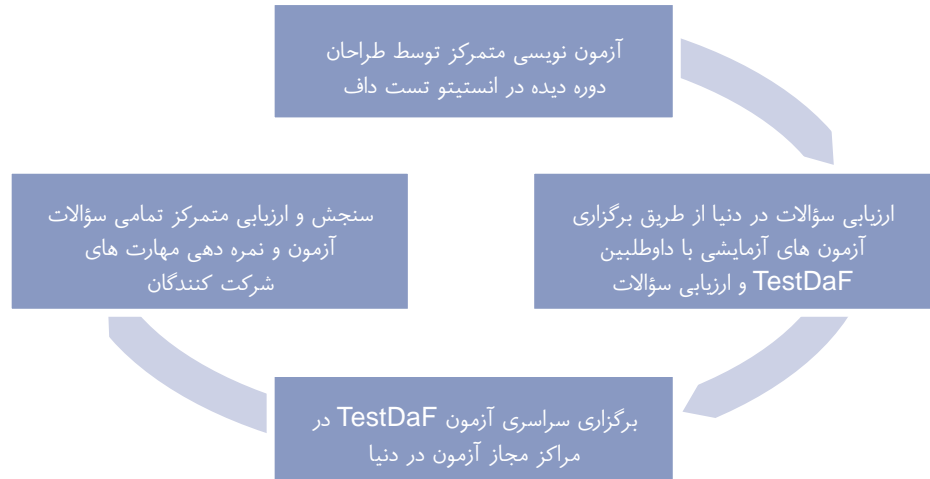 آزمون نویسی متمرکز توسط طراحان
دوره دیده در انستیتو تست داف
ارزیابی سؤالات در دنیا از طریق برگزاری
آزمون های آزمایشی با داوطلبین
TestDaF و ارزیابی سؤالات
برگزاری سراسری آزمون TestDaF در
مراکز مجاز آزمون در دنیا
سنجش و ارزیابی متمرکز تمامی سؤالات
آزمون و نمره دهی مهارت های
شرکت کنندگان